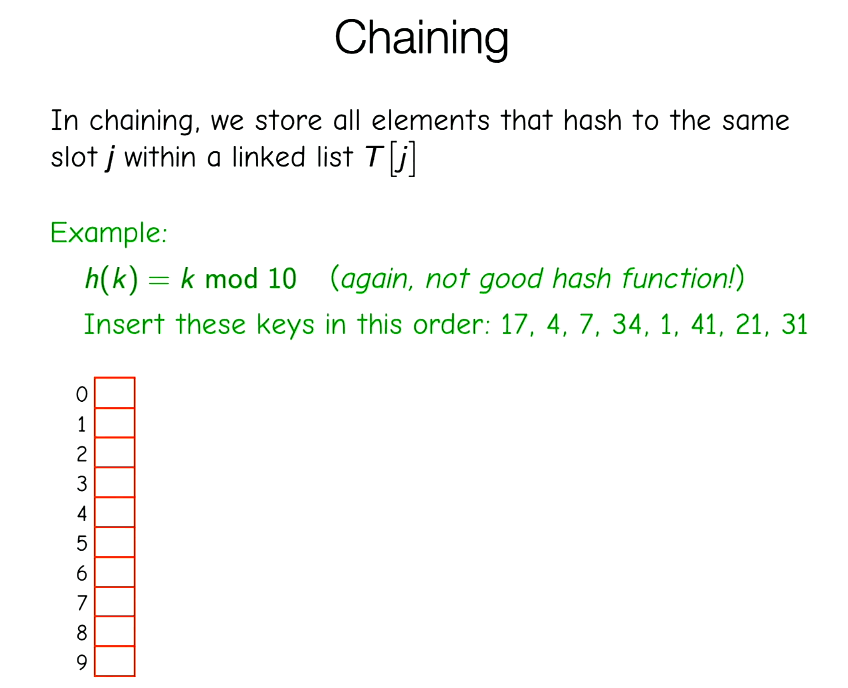 Chaining
In chaining, we store all elements that hash to the same
slot j within a linked list T[j]
Example:
h(k) = k mod 10 (again, not good hash function!)
Insert these keys in this order: 17, 4, 7, 34, 1, 41, 21, 31
0
1
2
3
4
5
6
7
8
9